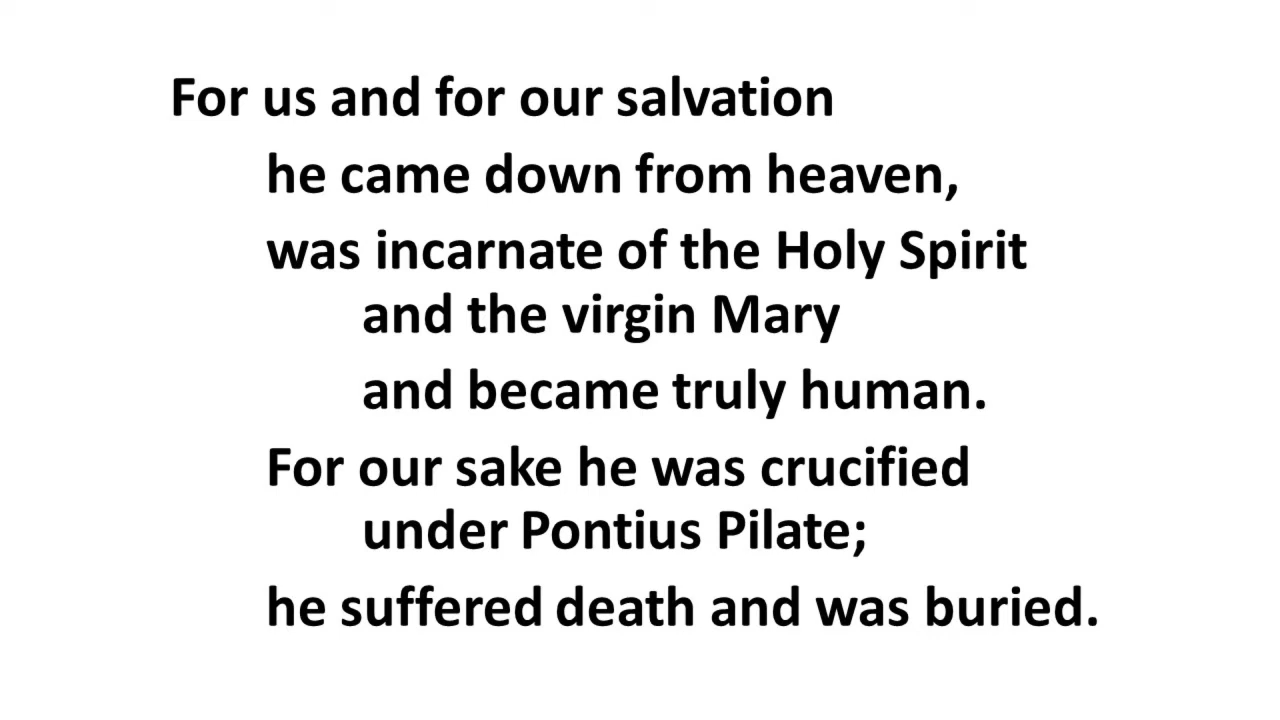 For us and for our salvation
he came down from heaven,
was incarnate of the Holy Spirit
and the virgin Mary
and became truly human.
For our sake he was crucified
under Pontius Pilate;
he suffered death and was buried.